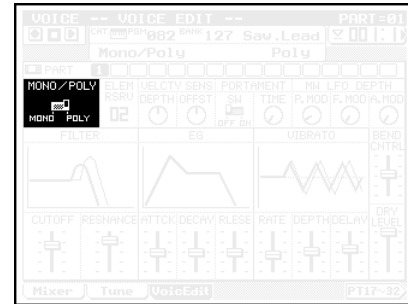 VOICE -- VOICE EDIT -- PART=01
CAT. PGM# 082 BANK 127 Saw.Lead
Mono/Poly Poly
PART 1
MONO/POLY ELEM RSRV VELCTY SENS PORTAMENT MW LFO DEPTH
DEPTH OFFST SW TIME P.MOD F.MOD A.MOD
MONO POLY 02 OFF ON
FILTER EG VIBRATO BEND CNTRL
CUTOFF RESNANCE ATTCK DECAY RLESE RATE DEPTH DELAY DRY LEVEL
Mixer Tune VoicEdit PT17~32